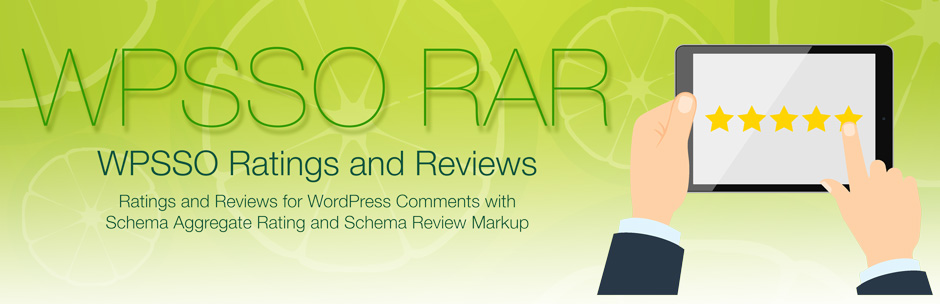 WPSSO RAR
WPSSO Ratings and Reviews
Ratings and Reviews for WordPress Comments with
Schema Aggregate Rating and Schema Review Markup